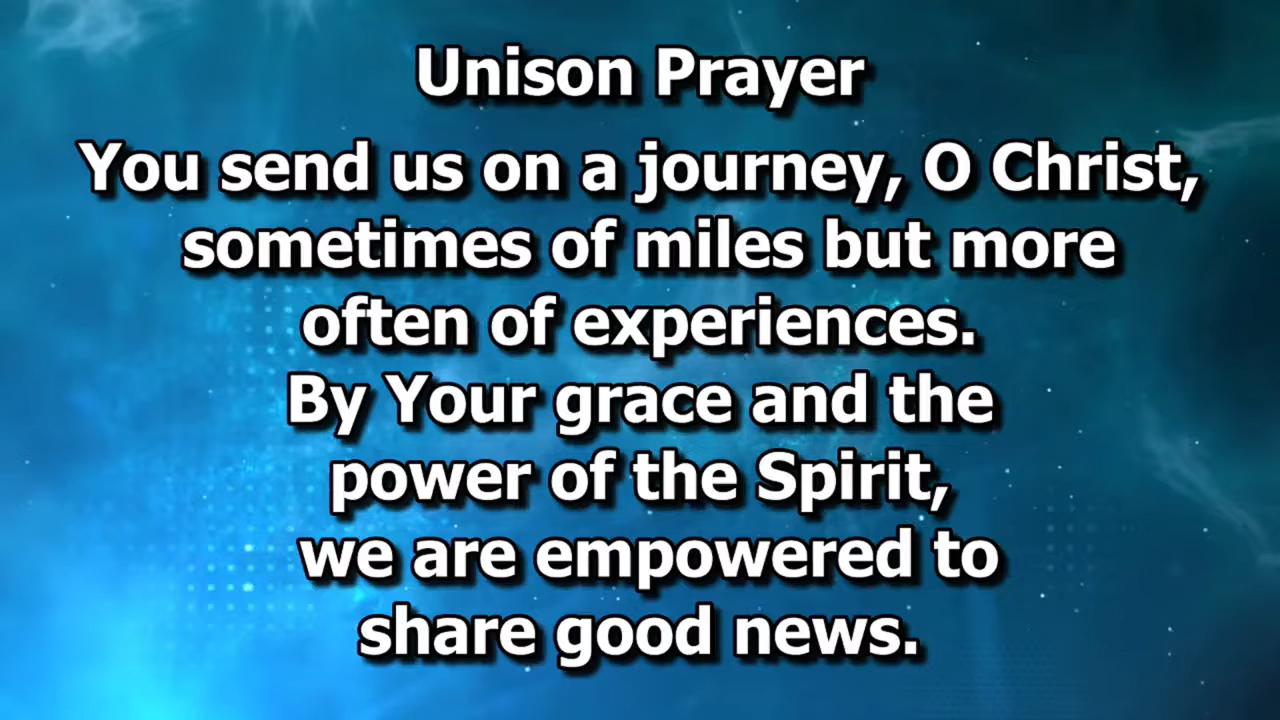 Unison Prayer
You send us on a journey, O Christ,
sometimes of miles but more
often of experiences.
By Your grace and the
power of the Spirit,
we are empowered to
share good news.